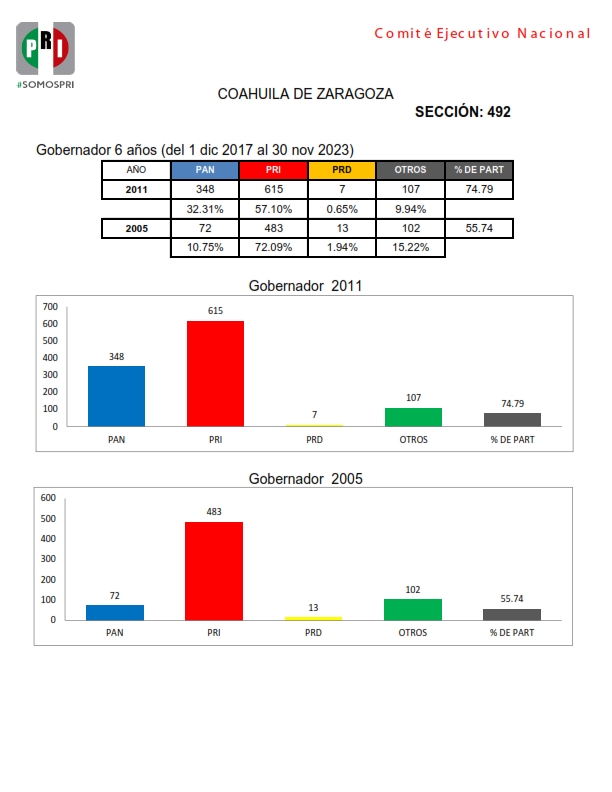 Comité Ejecutivo Nacional
PRI
#SOMOSPRI
COAHUILA DE ZARAGOZA
SECCIÓN: 492
Gobernador 6 años (del 1 dic 2017 al 30 nov 2023)
AÑO PAN PRI PRD OTROS % DE PART
2011 348 615 7 107 74.79
32.31% 57.10% 0.65% 9.94%
2005 72 483 13 102 55.74
10.75% 72.09% 1.94% 15.22%
Gobernador 2011
700
600
500
400
300
200
100
0
348
615
7
107
74.79
PAN PRI PRD OTROS % DE PART
Gobernador 2005
600
500
400
300
200
100
0
72
483
13
102
55.74
PAN PRI PRD OTROS % DE PART